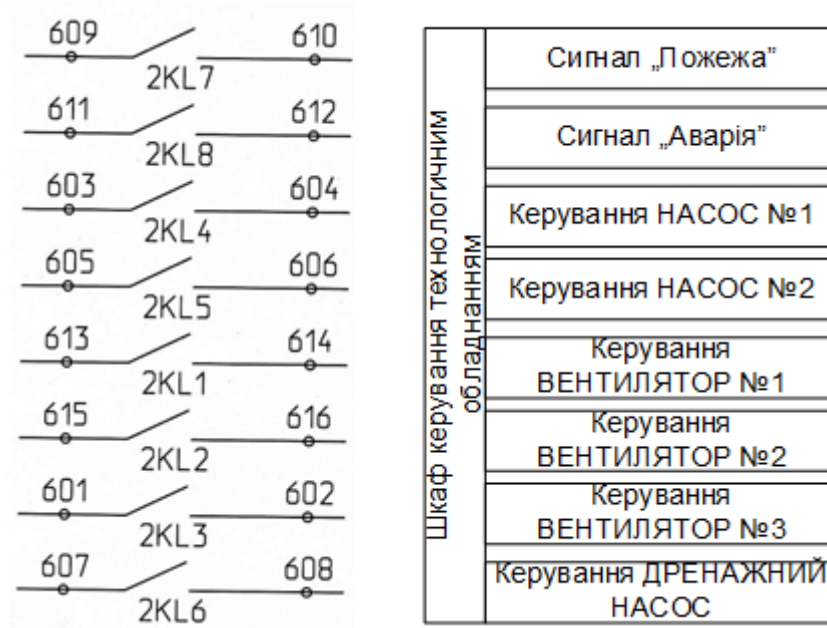 609 610
2KL7
611 612
2KL8
603 604
2KL4
605 606
2KL5
613 614
2KL1
615 616
2KL2
601 602
2KL3
607 608
2KL6
Шкаф керування технологичним
обладнанням
Сигнал „Пожежа”
Сигнал „Аварія”
Керування НАСОС №1
Керування НАСОС №2
Керування
ВЕНТИЛЯТОР №1
Керування
ВЕНТИЛЯТОР №2
Керування
ВЕНТИЛЯТОР №3
Керування ДРЕНАЖНИЙ
НАСОС